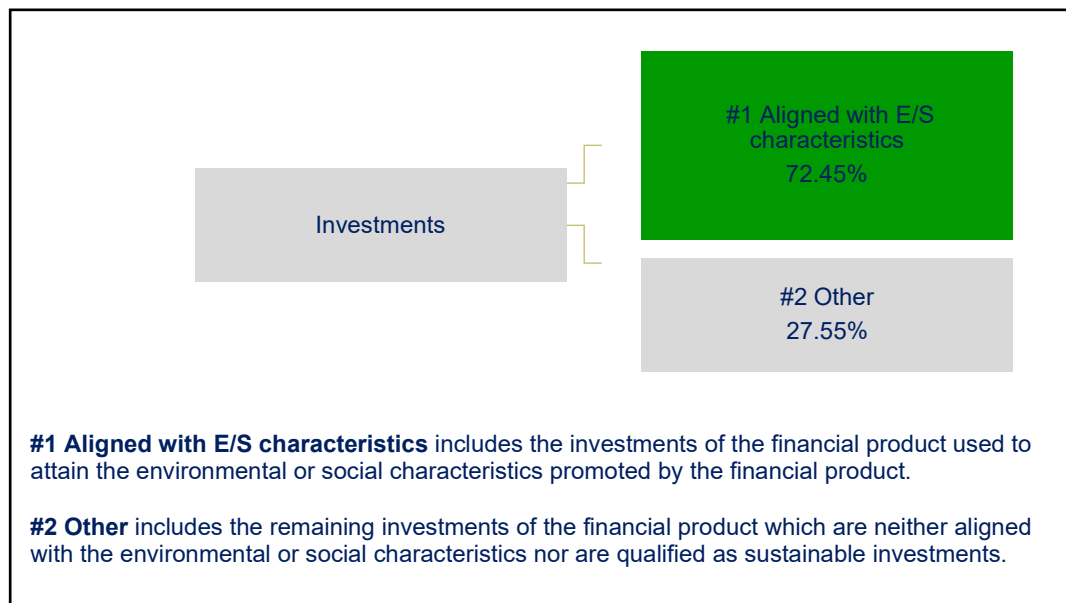 #1 Aligned with E/S
characteristics
72.45%
Investments
#2 Other
27.55%
#1 Aligned with E/S characteristics includes the investments of the financial product used to
attain the environmental or social characteristics promoted by the financial product.
#2 Other includes the remaining investments of the financial product which are neither aligned
with the environmental or social characteristics nor are qualified as sustainable investments.